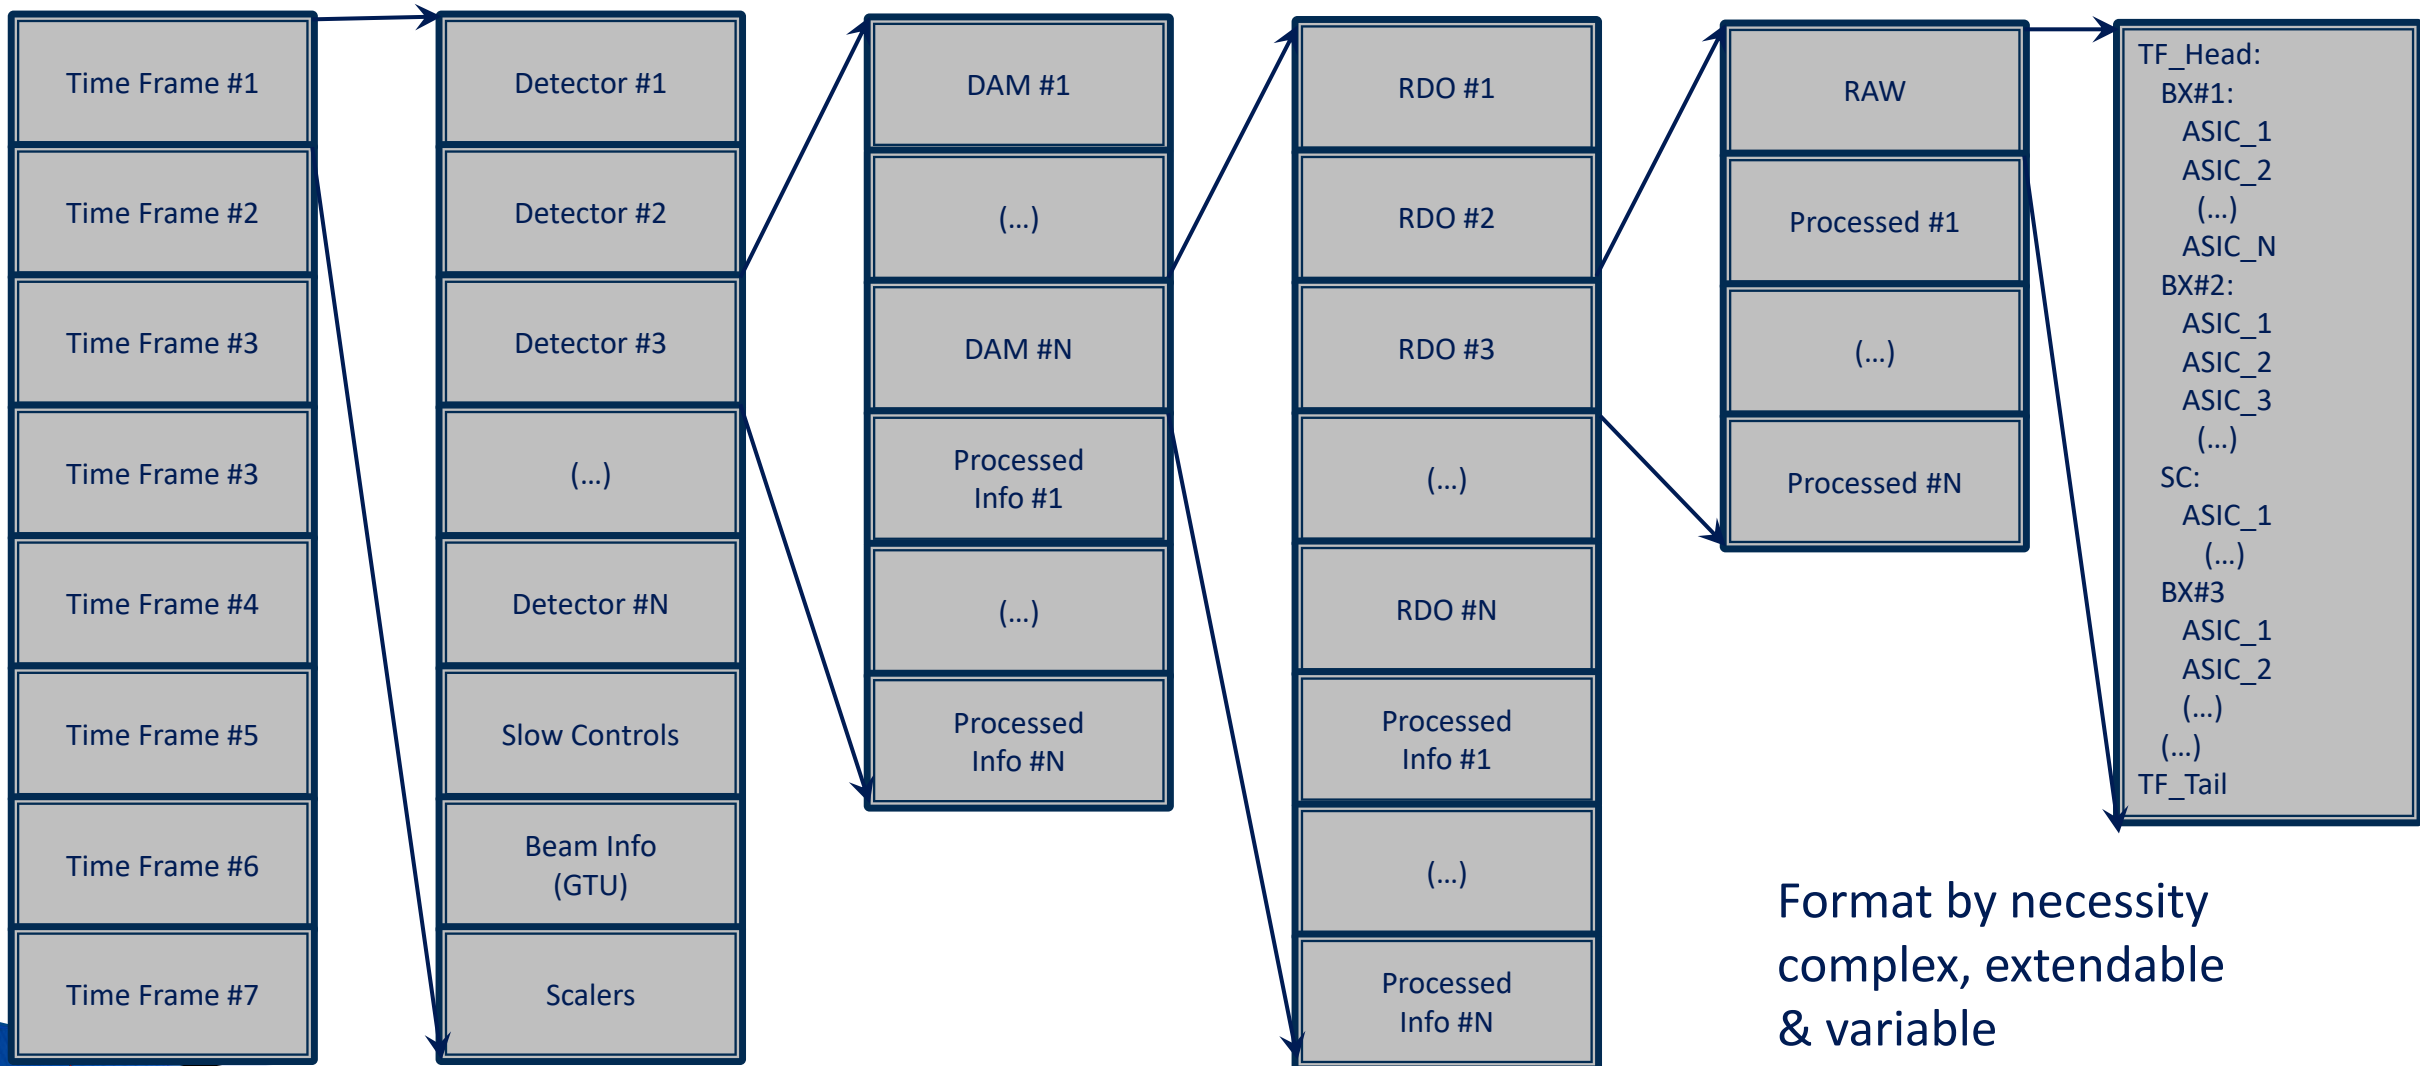 Time Frame #1
Time Frame #2
Time Frame #3
Time Frame #3
Time Frame #4
Time Frame #5
Time Frame #6
Time Frame #7
Detector #1
Detector #2
Detector #3
(...)
Detector #N
Slow Controls
Beam Info
(GTU)
Scalers
DAM #1
(...)
DAM #N
Processed
Info #1
(...)
Processed
Info #N
RDO #1
RDO #2
RDO #3
(...)
RDO #N
Processed
Info #1
(...)
Processed
Info #N
RAW
Processed #1
(...)
Processed #N
TF_Head:
BX#1:
ASIC_1
ASIC_2
(...)
ASIC_N
BX#2:
ASIC_1
ASIC_2
ASIC_3
(...)
SC:
ASIC_1
(...)
BX#3
ASIC_1
ASIC_2
(...)
(...)
TF_Tail
Format by necessity
complex, extendable
& variable